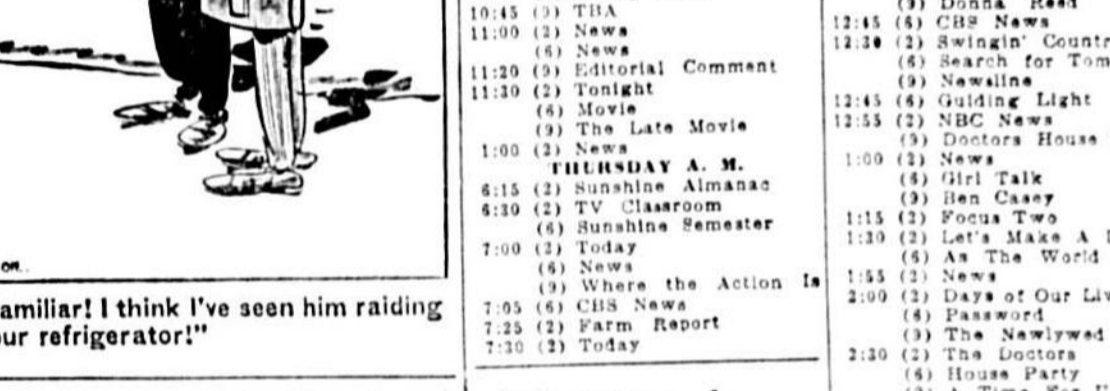 on..
amiliar! I think I've seen him raiding
ur refrigerator!"
10:45 (9) TBA
11:00 (2) News
(6) News
11:20 (9) Editorial Comment
11:30 (2) Tonight
(6) Movie
(9) The Late Movie
1:00 (2) News
THURSDAY A. M.
6:15 (2) Sunshine Almanac
6:30 (2) TV Classroom
(6) Sunshine Semester
7:00 (2) Today
(6) News
(9) Where the Action Is
7:05 (6) CBS News
7:25 (2) Farm Report
7:30 (2) Today
(9) Donna Reed
(6) CBS News
12:30 (2) Swingin' Countr
(6) Search for Tom
(9) Newsline
12:45 (6) Guiding Light
12:55 (2) NBC News
(9) Doctors House
1:00 (2) News
(6) Girl Talk
(9) Ben Casey
1:15 (2) Focus Two
1:30 (2) Let's Make A
(6) As The World
1:55 (2) News
2:00 (2) Days of Our Liv
(6) Password
(9) The Newlywed
2:30 (2) The Doctors
(6) House Party